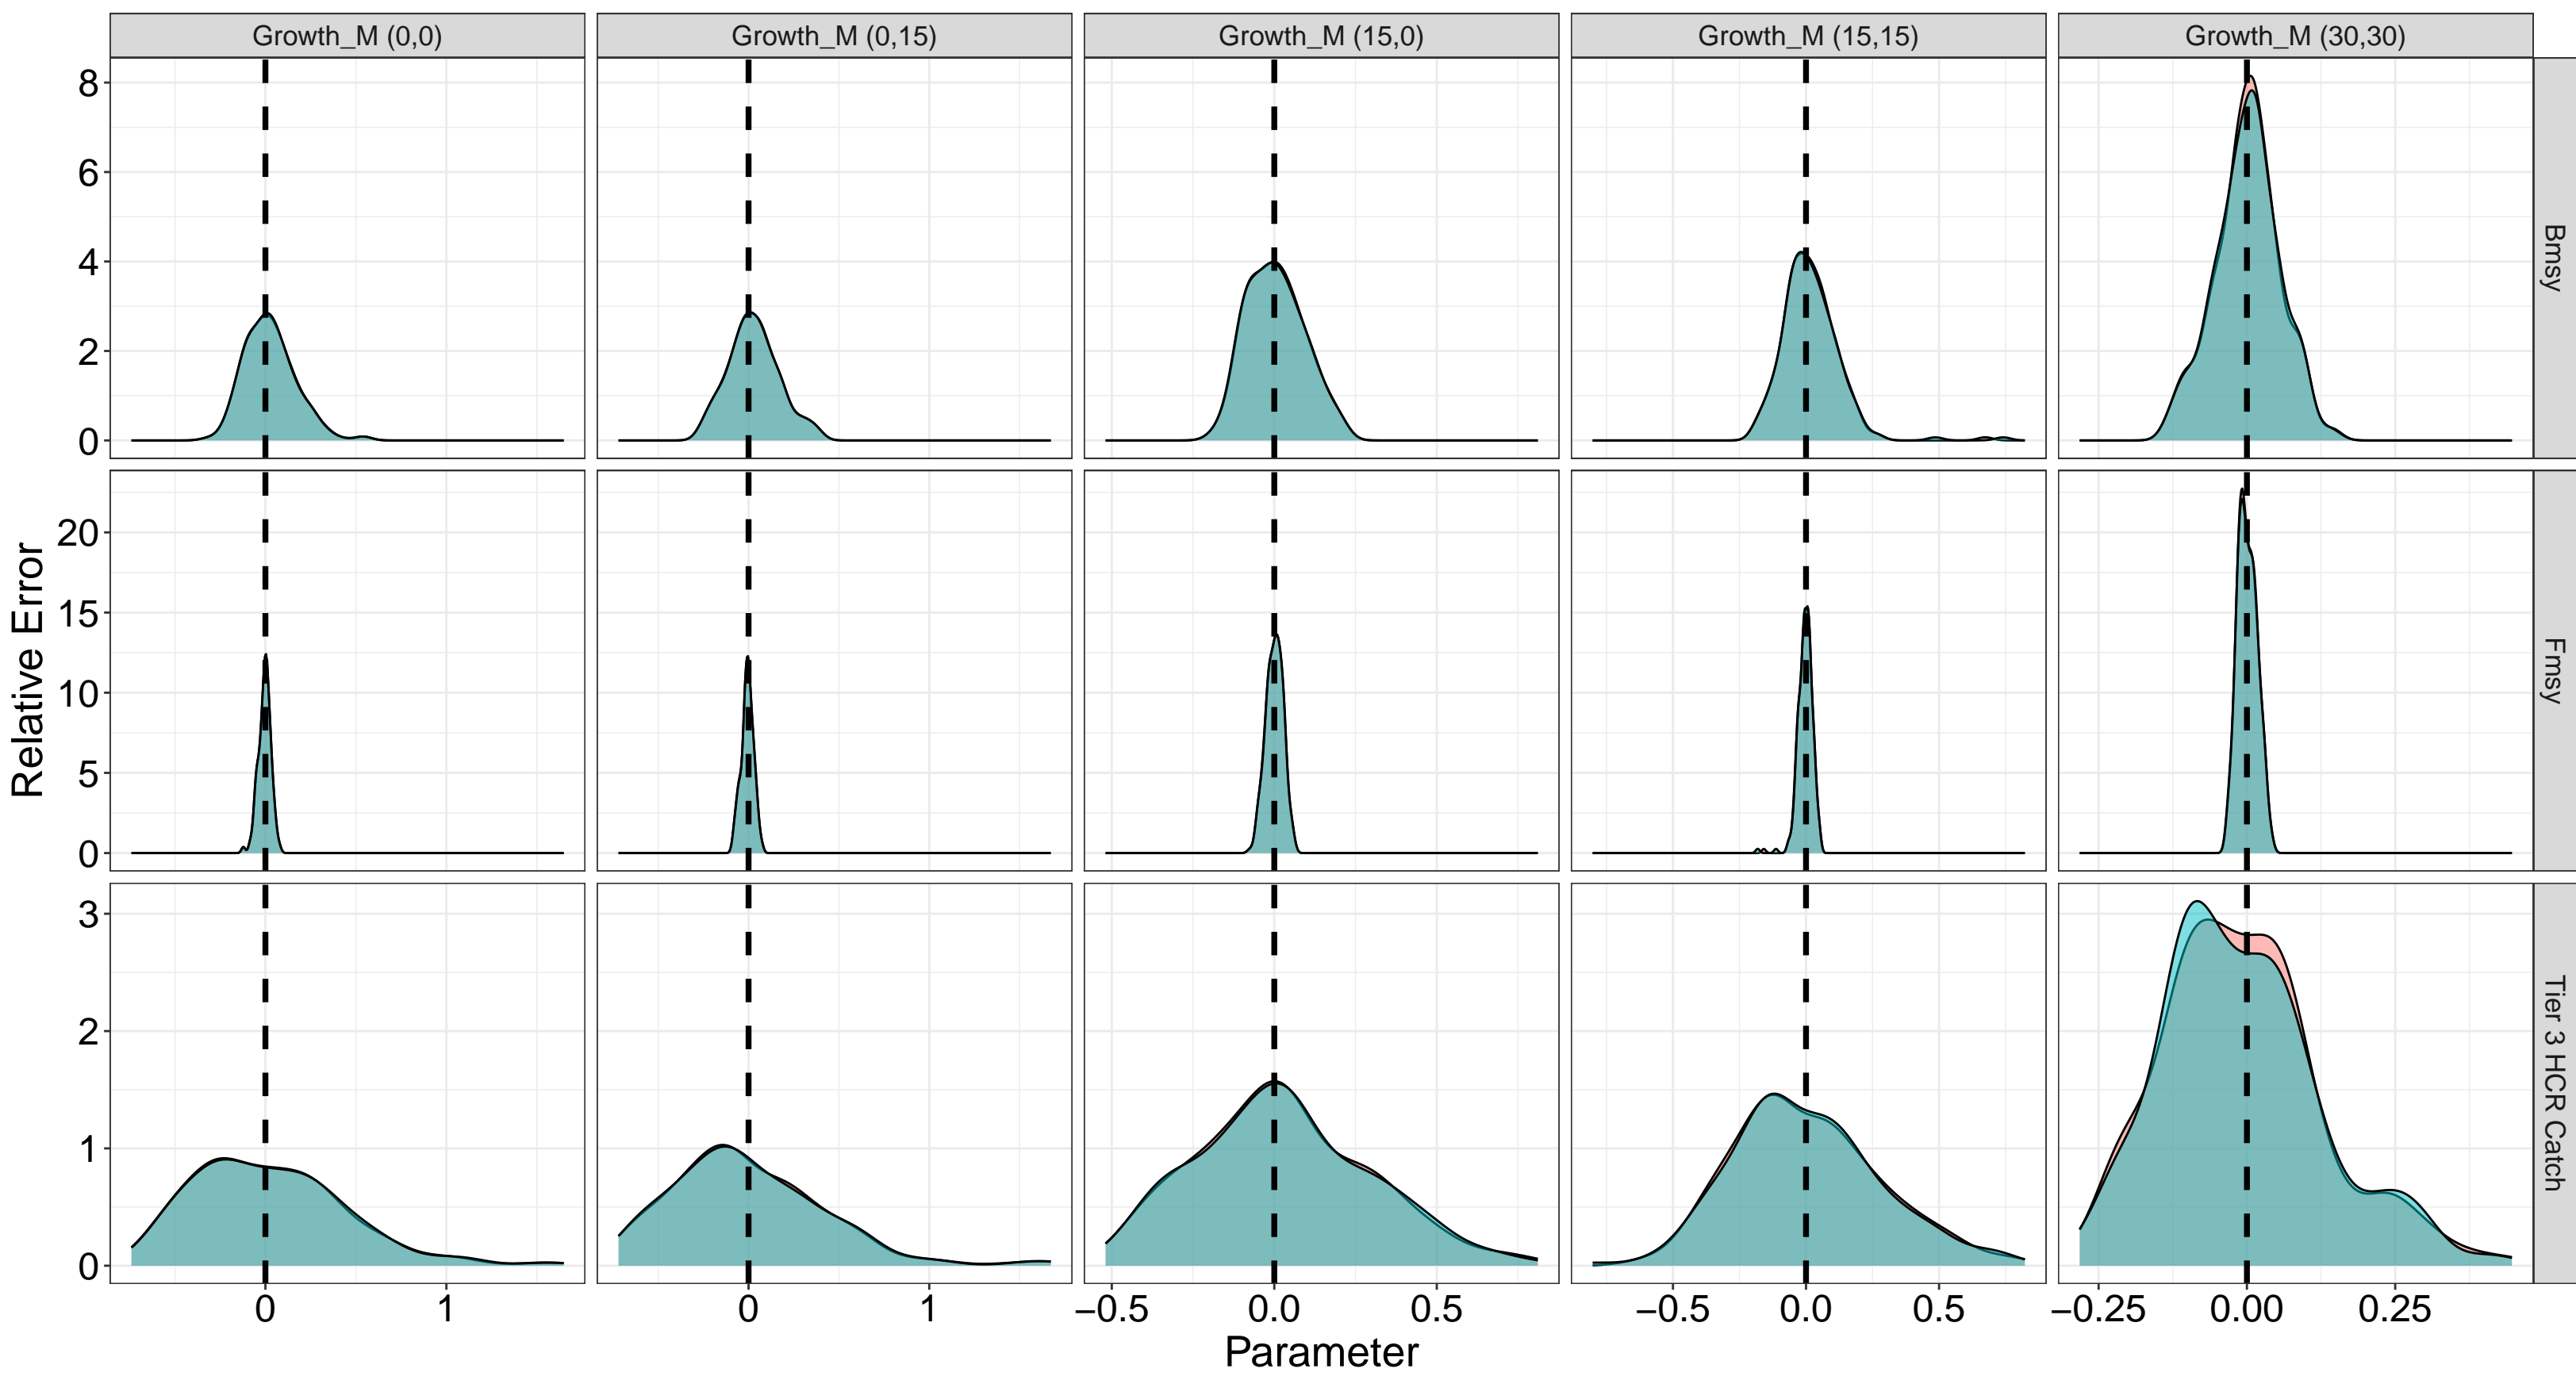 Growth_M (0,0)
Growth_M (0,15)
Growth_M (15,0)
Growth_M (15,15)
Growth_M (30,30)
8
6
4
2
0
Bmsy
20
15
10
5
0
Fmsy
3
2
1
0
Tier 3 HCR Catch
Relative Error
0 1
0 1
−0.5 0.0 0.5
−0.5 0.0 0.5
−0.25 0.00 0.25
Parameter